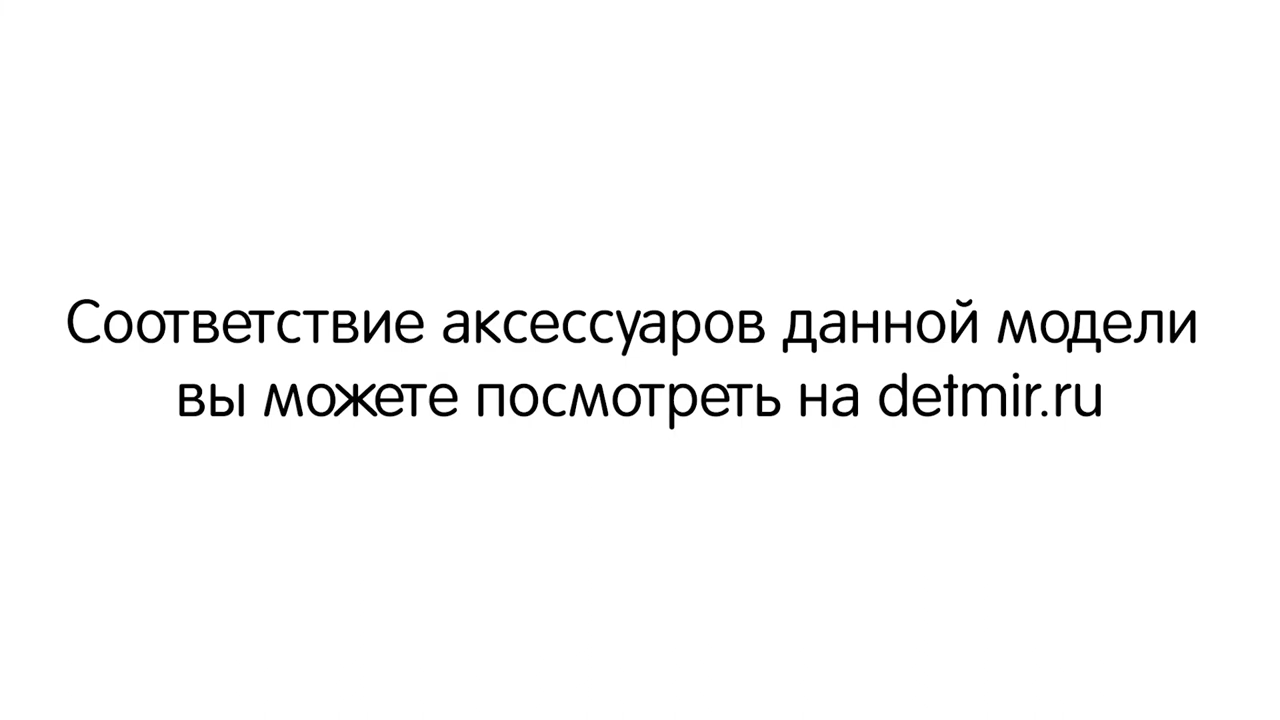 Соответствие аксессуаров данной модели
вы можете посмотреть на detmir.ru